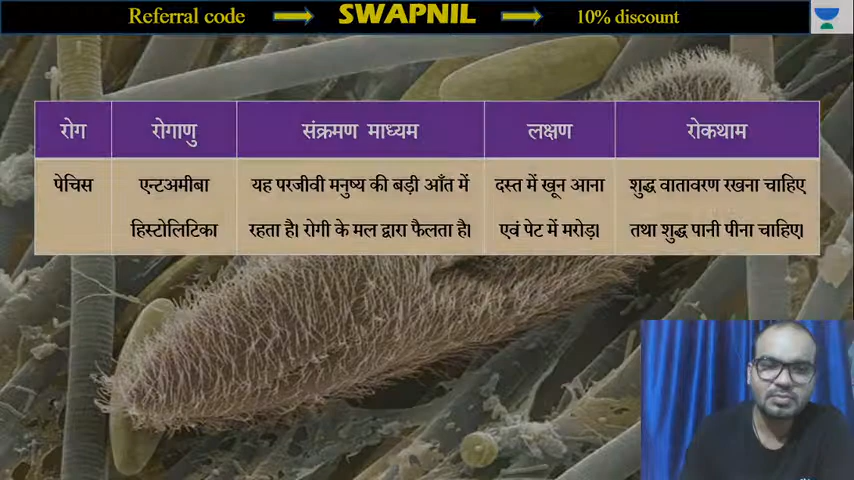 Referral code SWAPNIL 10% discount
रोग रोगाणु संक्रमण माध्यम लक्षण रोकथाम
पेचिस एन्टअमीबा यह परजीवी मनुष्य की बड़ी आँत में दस्त में खून आना शुद्ध वातावरण रखना चाहिए
हिस्टोलिटिका रहता है। रोगी के मल द्वारा फैलता है। एवं पेट में मरोड़। तथा शुद्ध पानी पीना चाहिए।